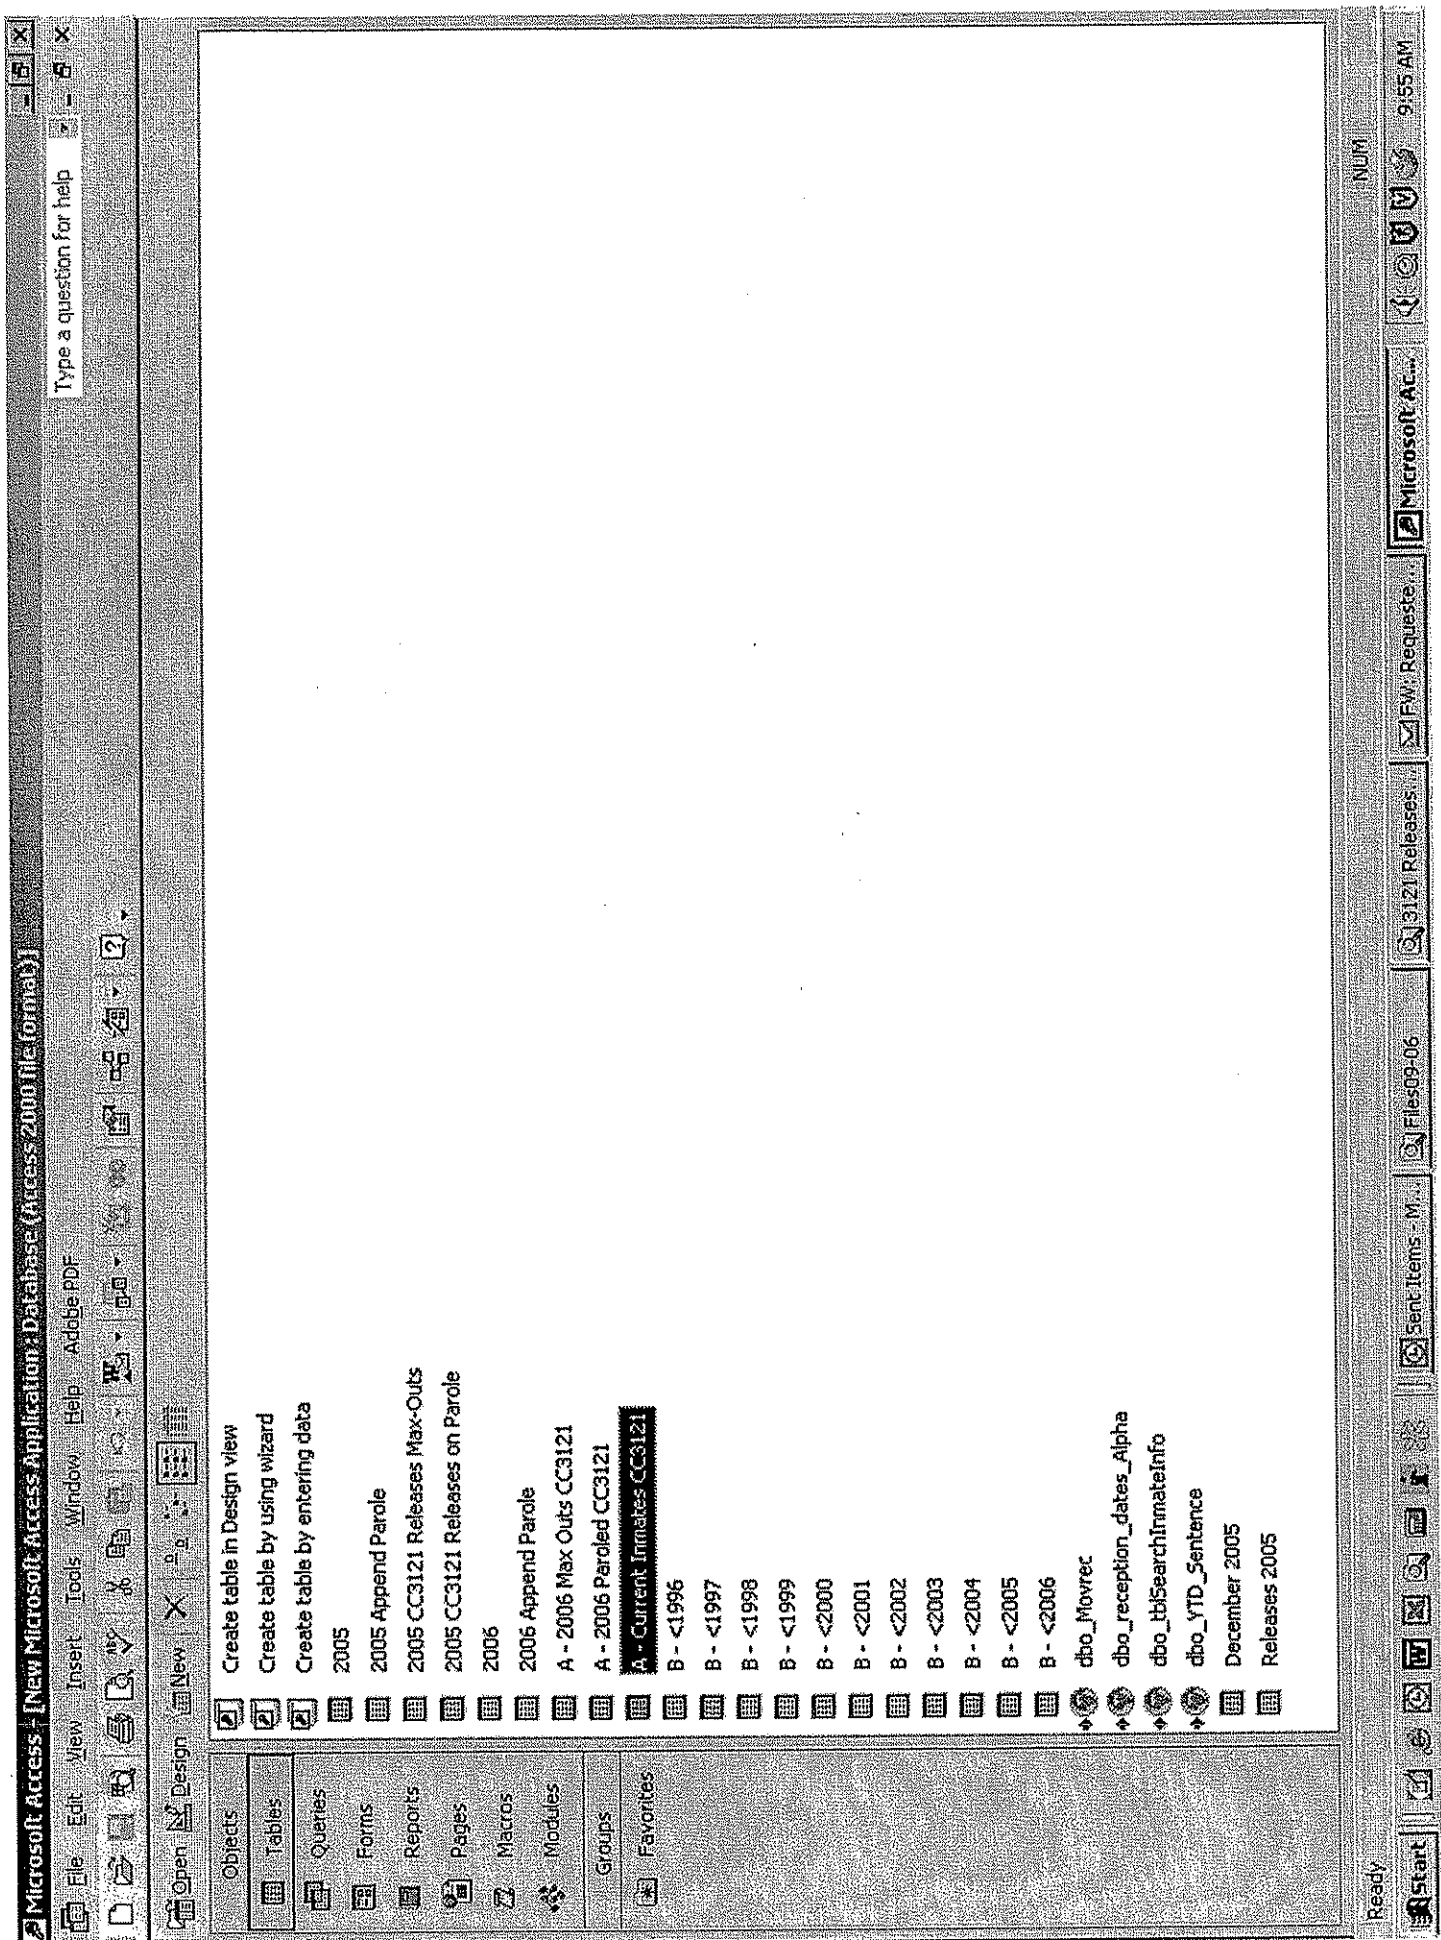 Microsoft Access - [New Microsoft Access Application : Database (Access 2000 file format)]
File Edit View Insert Tools Window Help Adobe PDF
Type a question for help
Open Design New
Objects
Tables
Queries
Forms
Reports
Pages
Macros
Modules
Groups
Favorites
Create table in Design view
Create table by using wizard
Create table by entering data
2005
2005 Append Parole
2005 CC3121 Releases Max-Outs
2005 CC3121 Releases on Parole
2006
2006 Append Parole
A - 2006 Max Outs CC3121
A - 2006 Paroled CC3121
A - Current Inmates CC3121
B - <1996
B - <1997
B - <1998
B - <1999
B - <2000
B - <2001
B - <2002
B - <2003
B - <2004
B - <2005
B - <2006
dbo_Movrec
dbo_reception_dates_Alpha
dbo_tblSearchInmateInfo
dbo_YTD_Sentence
December 2005
Releases 2005
Ready
NUM
Start
Sent Items - M...
Files09-06
3121 Releases...
FW: Requeste...
Microsoft Ac...
9:55 AM